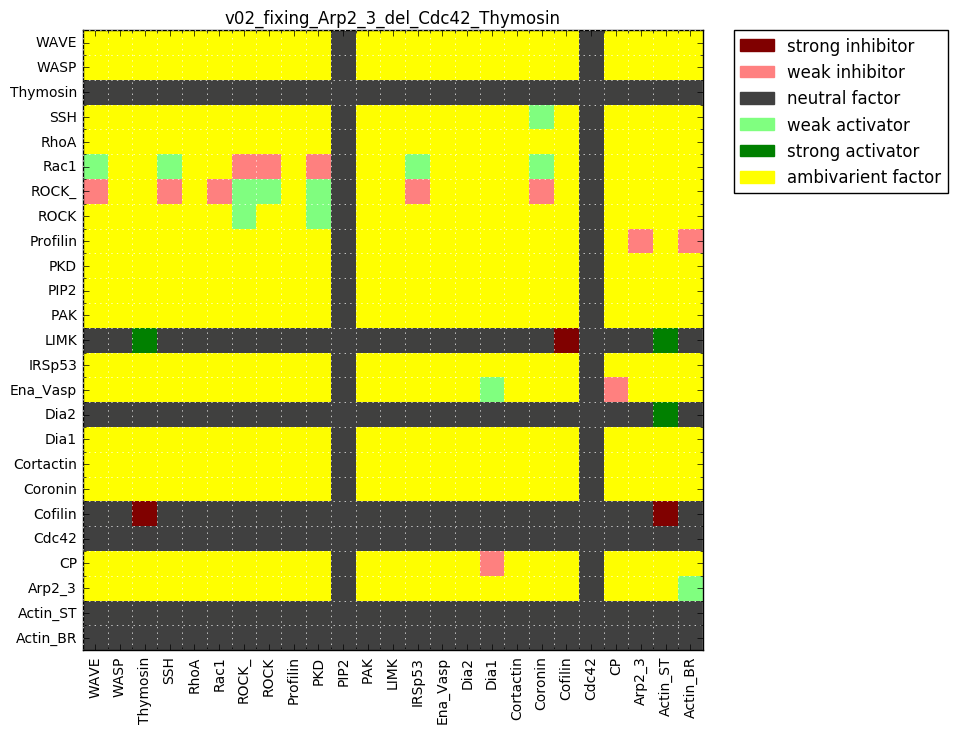 v02_fixing_Arp2_3_del_Cdc42_Thymosin
WAVE
WASP
Thymosin
SSH
RhoA
Rac1
ROCK_
ROCK
Profilin
PKD
PIP2
PAK
LIMK
IRSp53
Ena_Vasp
Dia2
Dia1
Cortactin
Coronin
Cofilin
Cdc42
CP
Arp2_3
Actin_ST
Actin_BR
WAVE
WASP
Thymosin
SSH
RhoA
Rac1
ROCK_
ROCK
Profilin
PKD
PIP2
PAK
LIMK
IRSp53
Ena_Vasp
Dia2
Dia1
Cortactin
Coronin
Cofilin
Cdc42
CP
Arp2_3
Actin_ST
Actin_BR
strong inhibitor
weak inhibitor
neutral factor
weak activator
strong activator
ambivarient factor